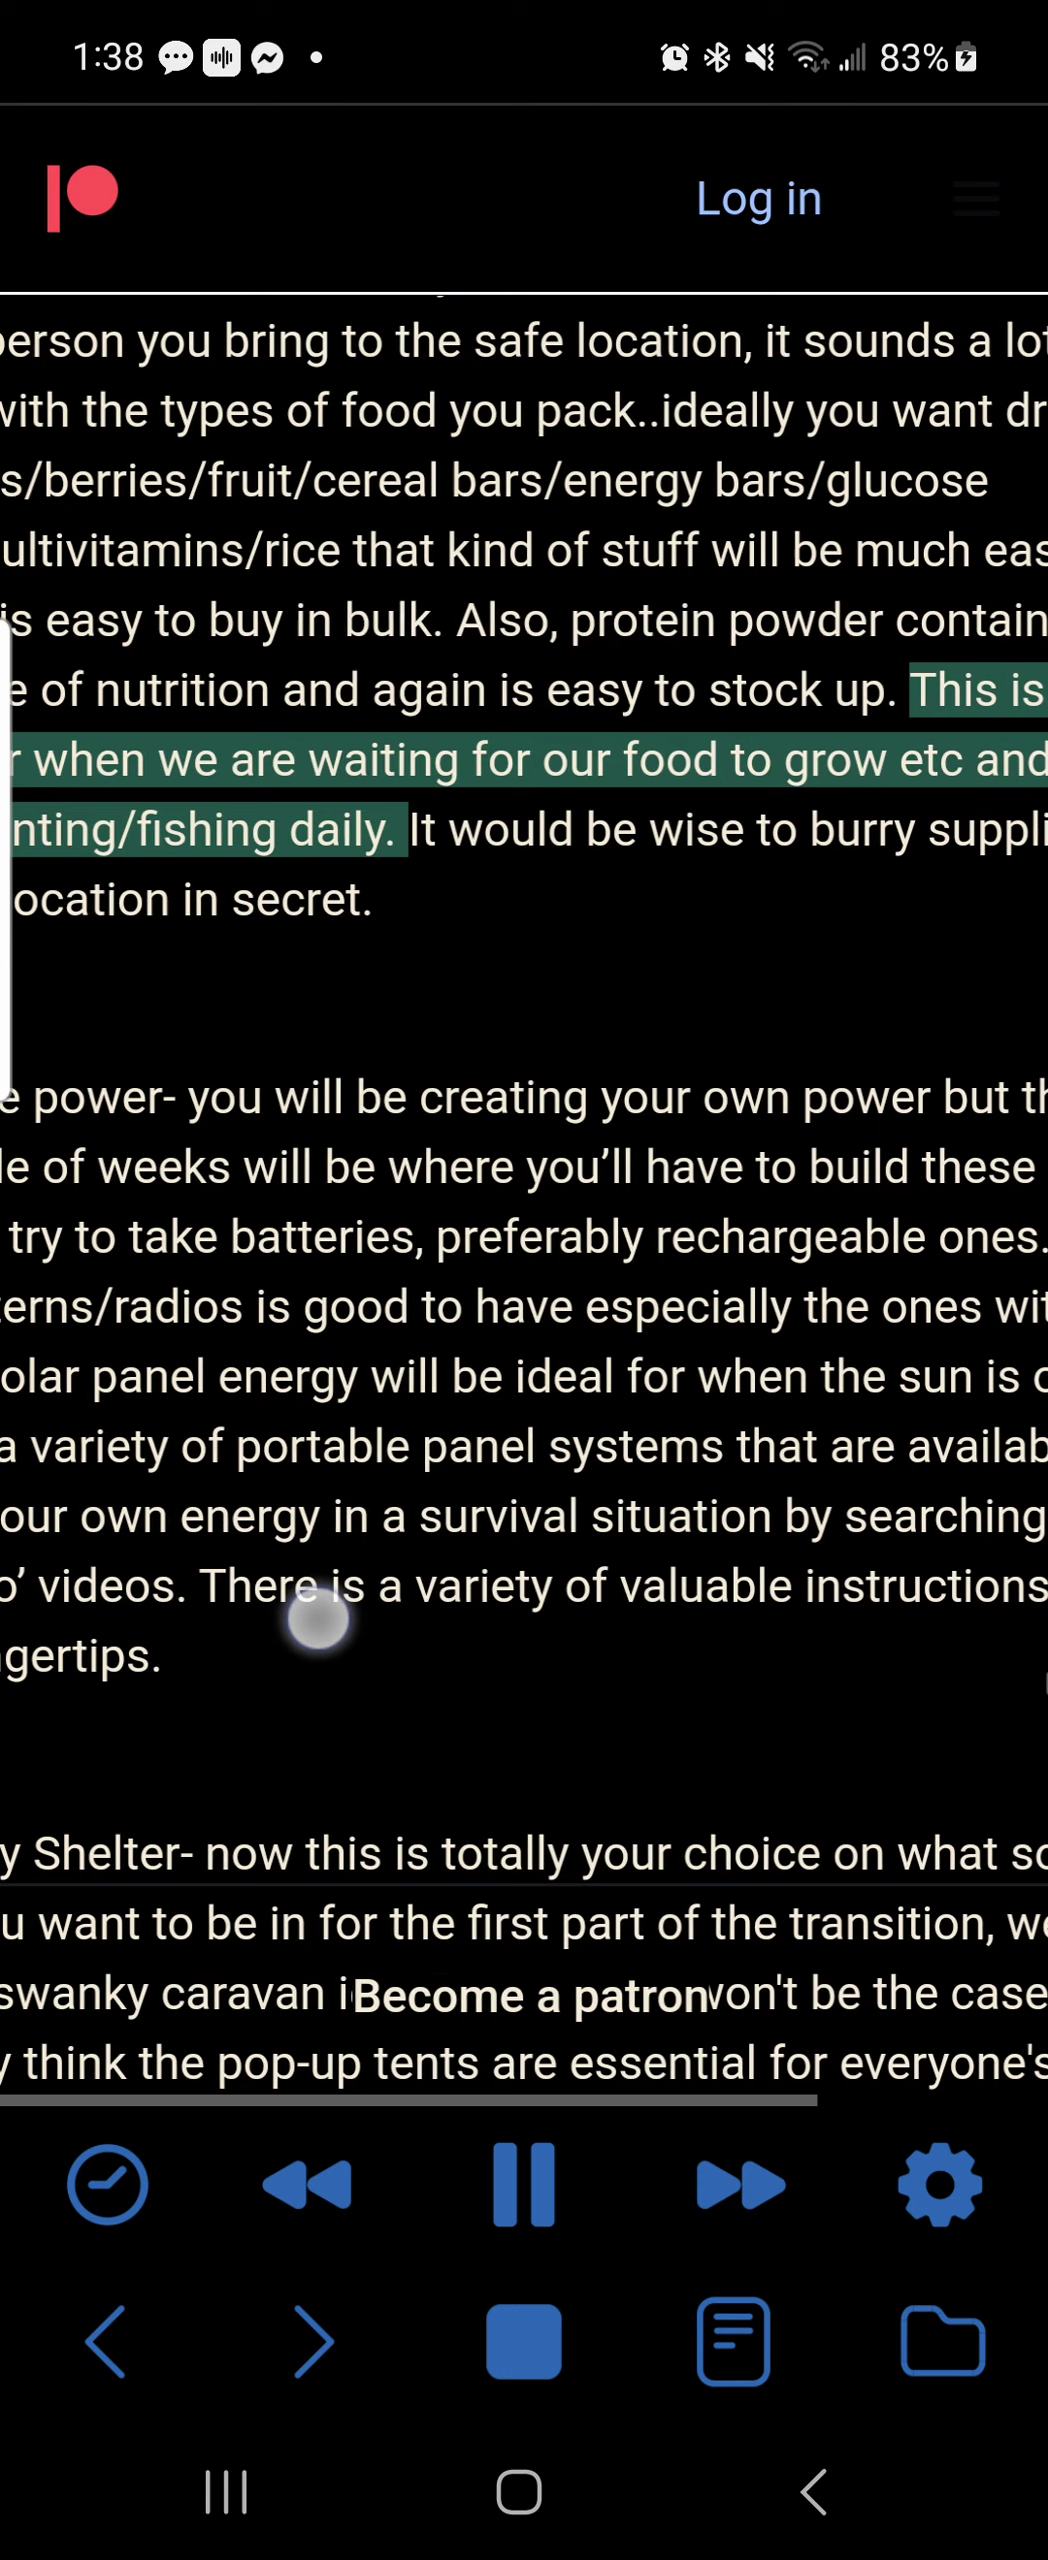 1:38
83%
Log in
person you bring to the safe location, it sounds a lot
with the types of food you pack..ideally you want dr
s/berries/fruit/cereal bars/energy bars/glucose
ultivitamins/rice that kind of stuff will be much eas
is easy to buy in bulk. Also, protein powder contain
e of nutrition and again is easy to stock up. This is
r when we are waiting for our food to grow etc and
nting/fishing daily. It would be wise to burry suppli
ocation in secret.
e power- you will be creating your own power but th
le of weeks will be where you’ll have to build these
try to take batteries, preferably rechargeable ones.
terns/radios is good to have especially the ones wit
olar panel energy will be ideal for when the sun is o
a variety of portable panel systems that are availab
our own energy in a survival situation by searching
o’ videos. There is a variety of valuable instructions
ngertips.
y Shelter- now this is totally your choice on what so
u want to be in for the first part of the transition, we
swanky caravan i Become a patron won't be the case
y think the pop-up tents are essential for everyone's